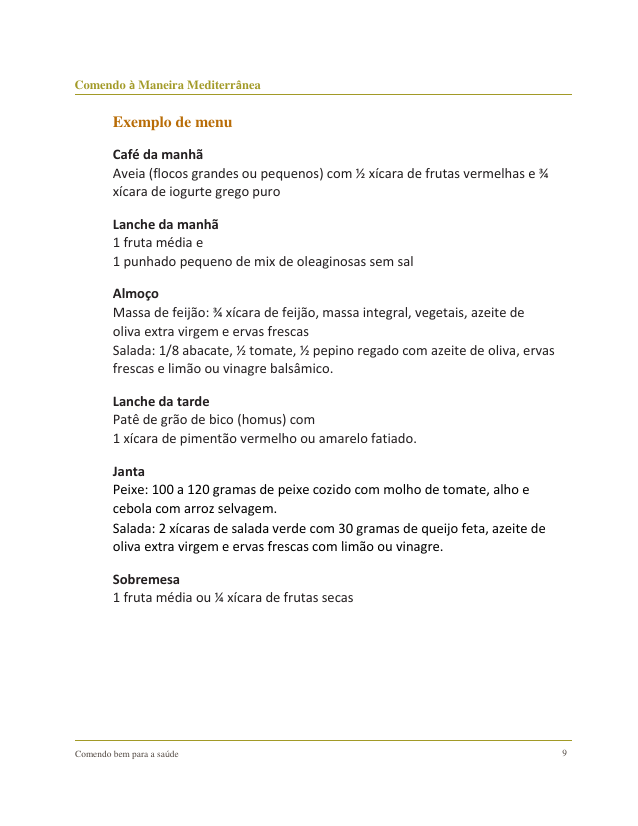 Comendo à Maneira Mediterrânea
Exemplo de menu
Café da manhã
Aveia (flocos grandes ou pequenos) com ½ xícara de frutas vermelhas e ¾
xícara de iogurte grego puro
Lanche da manhã
1 fruta média e
1 punhado pequeno de mix de oleaginosas sem sal
Almoço
Massa de feijão: ¾ xícara de feijão, massa integral, vegetais, azeite de
oliva extra virgem e ervas frescas
Salada: 1/8 abacate, ½ tomate, ½ pepino regado com azeite de oliva, ervas
frescas e limão ou vinagre balsâmico.
Lanche da tarde
Patê de grão de bico (homus) com
1 xícara de pimentão vermelho ou amarelo fatiado.
Janta
Peixe: 100 a 120 gramas de peixe cozido com molho de tomate, alho e
cebola com arroz selvagem.
Salada: 2 xícaras de salada verde com 30 gramas de queijo feta, azeite de
oliva extra virgem e ervas frescas com limão ou vinagre.
Sobremesa
1 fruta média ou ¼ xícara de frutas secas
Comendo bem para a saúde 9